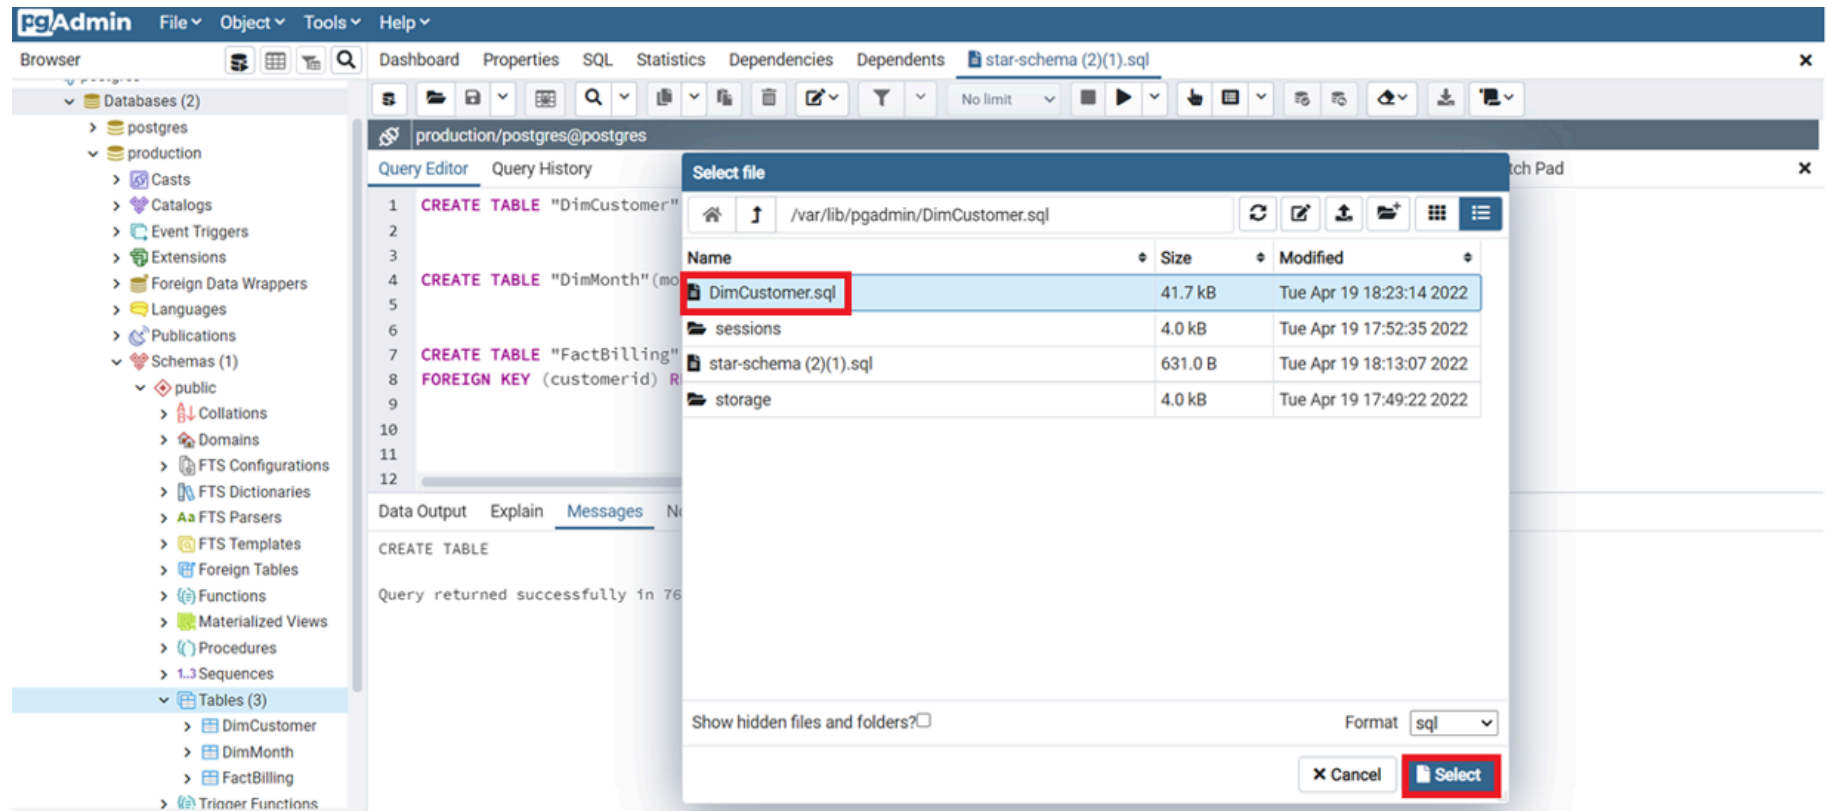 pgAdmin File Object Tools Help
Browser
Dashboard Properties SQL Statistics Dependencies Dependents star-schema (2)(1).sql
Databases (2)
postgres
production
Casts
Catalogs
Event Triggers
Extensions
Foreign Data Wrappers
Languages
Publications
Schemas (1)
public
Collations
Domains
FTS Configurations
FTS Dictionaries
Aa FTS Parsers
FTS Templates
Foreign Tables
Functions
Materialized Views
Procedures
1..3 Sequences
Tables (3)
DimCustomer
DimMonth
FactBilling
Trigger Functions
No limit
production/postgres@postgres
Query Editor Query History
tch Pad
1 CREATE TABLE "DimCustomer"
2
3
4 CREATE TABLE "DimMonth"(mo
5
6
7 CREATE TABLE "FactBilling"
8 FOREIGN KEY (customerid) R
9
10
11
12
Data Output Explain Messages N
CREATE TABLE
Query returned successfully in 76
Select file
/var/lib/pgadmin/DimCustomer.sql
Name Size Modified
DimCustomer.sql 41.7 kB Tue Apr 19 18:23:14 2022
sessions 4.0 kB Tue Apr 19 17:52:35 2022
star-schema (2)(1).sql 631.0 B Tue Apr 19 18:13:07 2022
storage 4.0 kB Tue Apr 19 17:49:22 2022
Show hidden files and folders?
Format sql
Cancel Select